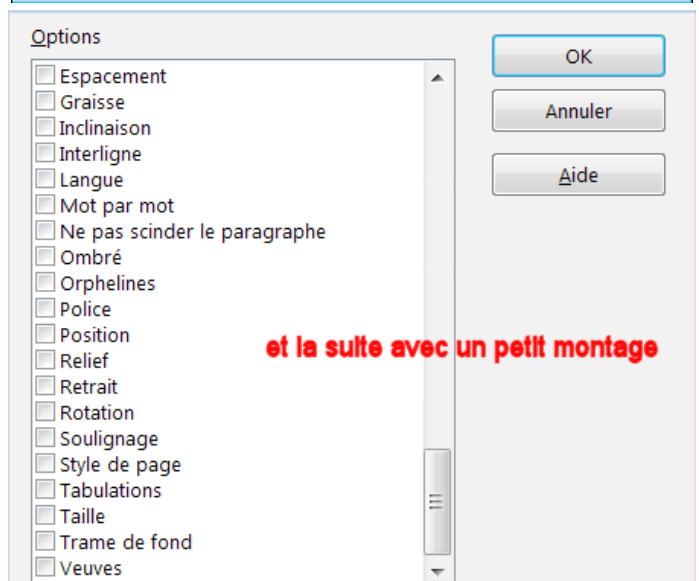 Options
OK
Espacement
Graisse
Annuler
Inclinaison
Interligne
Langue
Aide
Mot par mot
Ne pas scinder le paragraphe
Ombré
Orphelines
Police
Position
et la suite avec un petit montage
Relief
Retrait
Rotation
Soulignage
Style de page
Tabulations
Taille
Trame de fond
Veuves